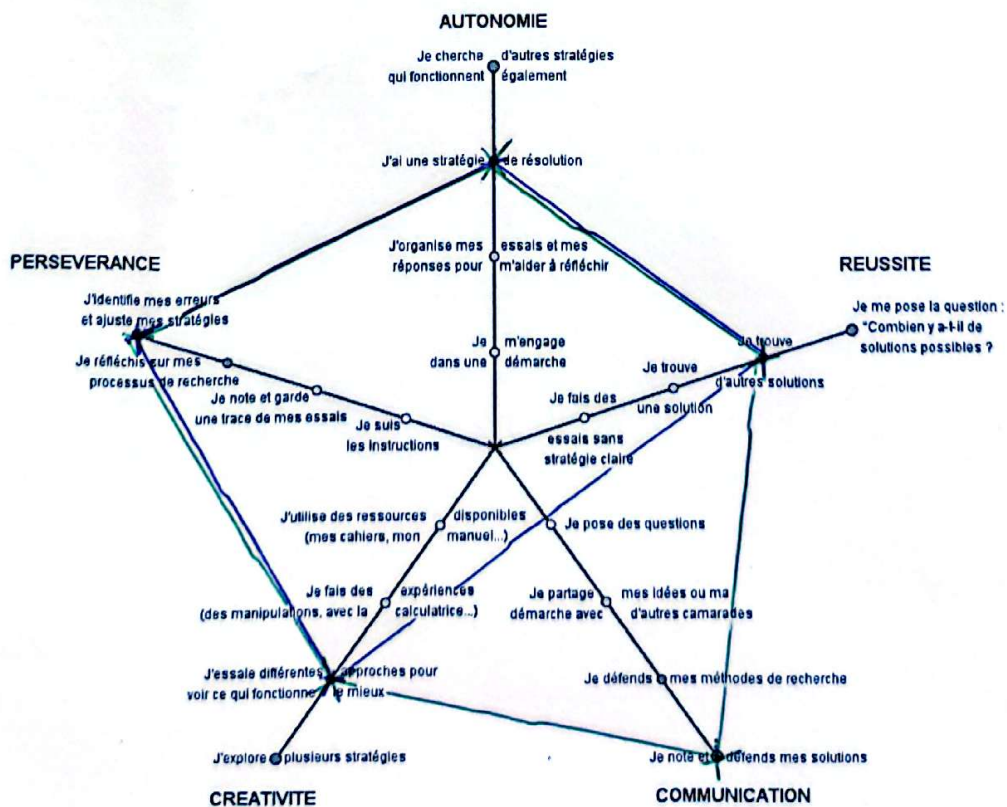 AUTONOMIE
Je cherche d'autres stratégies
qui fonctionnent également
J'ai une stratégie de résolution
J'organise mes essais et mes
réponses pour m'aider à réfléchir
Je m'engage
dans une démarche
PERSEVERANCE
J'identifie mes erreurs
et ajuste mes stratégies
Je réfléchis sur mes
processus de recherche
Je note et garde
une trace de mes essais
Je suis
les instructions
REUSSITE
Je me pose la question :
"Combien y a-t-il de
solutions possibles ?
Je trouve
d'autres solutions
Je trouve
une solution
Je fais des
essais sans
stratégie claire
J'utilise des ressources disponibles
(mes cahiers, mon manuel...)
Je fais des expériences
(des manipulations, avec la calculatrice...)
J'essaie différentes approches pour
voir ce qui fonctionne le mieux
J'explore plusieurs stratégies
CREATIVITE
Je pose des questions
Je partage mes idées ou ma
démarche avec d'autres camarades
Je défends mes méthodes de recherche
Je note et défends mes solutions
COMMUNICATION